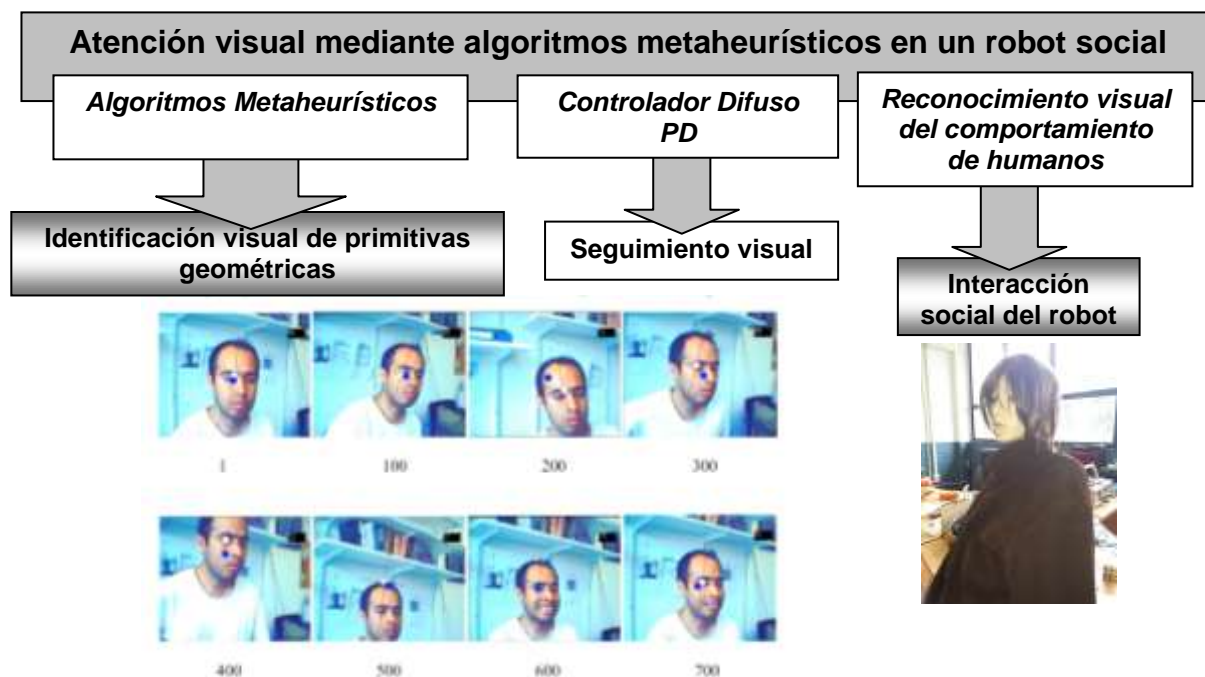 Atención visual mediante algoritmos metaheurísticos en un robot social
Algoritmos Metaheurísticos
Controlador Difuso
PD
Reconocimiento visual
del comportamiento
de humanos
Identificación visual de primitivas
geométricas
Seguimiento visual
Interacción
social del robot
1
100
200
300
400
500
600
700